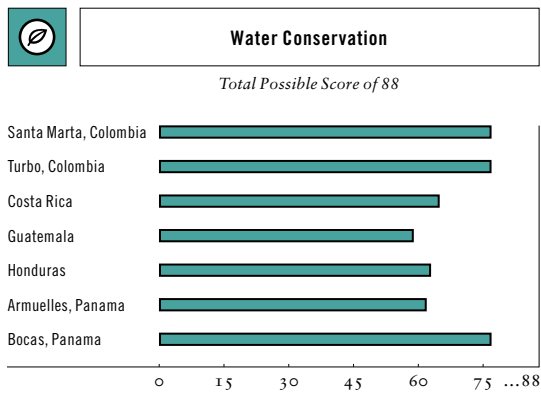 Water Conservation
Total Possible Score of 88
Santa Marta, Colombia
Turbo, Colombia
Costa Rica
Guatemala
Honduras
Armuelles, Panama
Bocas, Panama
0 15 30 45 60 75 ...88